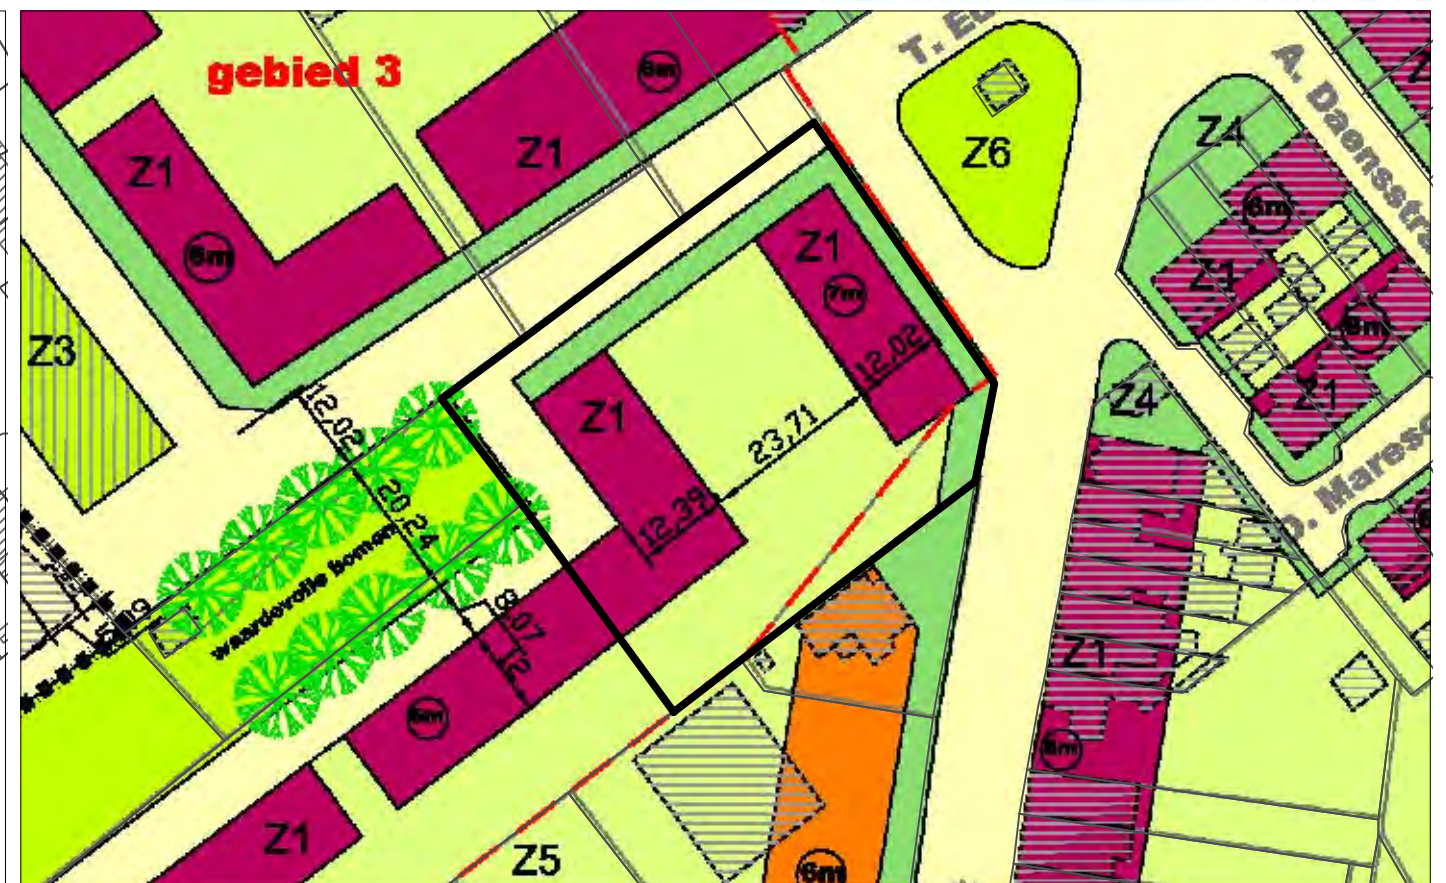 gebied 3
T. Ed
A. Daensstra
6m
Z1
Z1
Z6
Z4
6m
6m
Z1
7m
Z1
6m
Z3
12,02
Z1
Z1
12,02
23,71
Z4
20,24
12,39
waardevolle bomen
8,07
12
Z1
6m
6m
Z1
Z5
6m